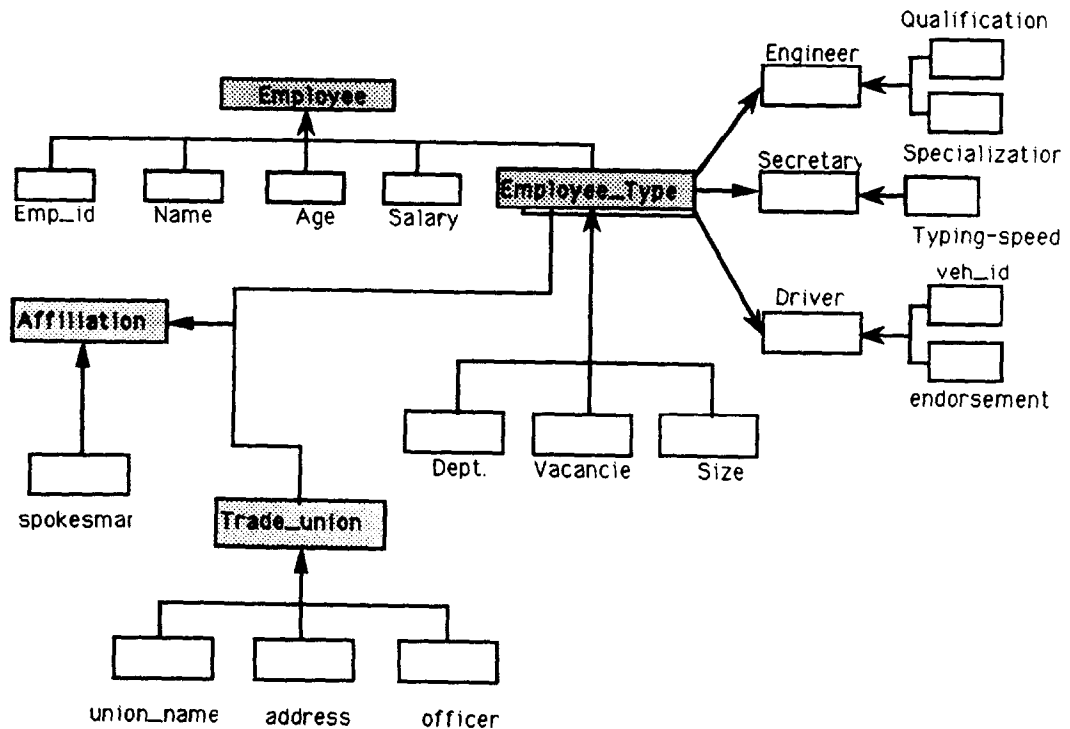 Qualification
Engineer
Employee
Specializatior
Secretary
Employee_Type
Emp_id
Name
Age
Salary
Typing-speed
veh_id
Driver
Affiliation
endorsement
Dept.
Vacancie
Size
spokesmar
Trade_union
union_name
address
officer